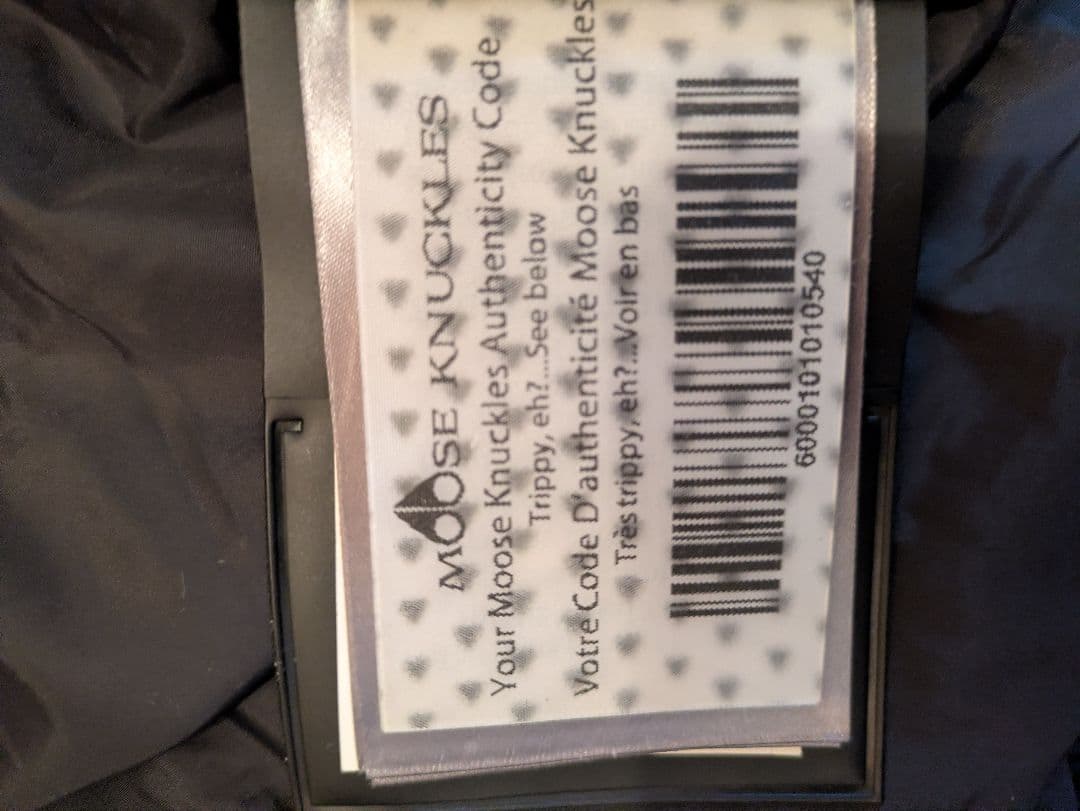 MOOSE KNUCKLES
Your Moose Knuckles Authenticity Code
Trippy, eh?....See below
Votre Code D'authenticité Moose Knuckles
Très trippy, eh?...Voir en bas
600010101010540